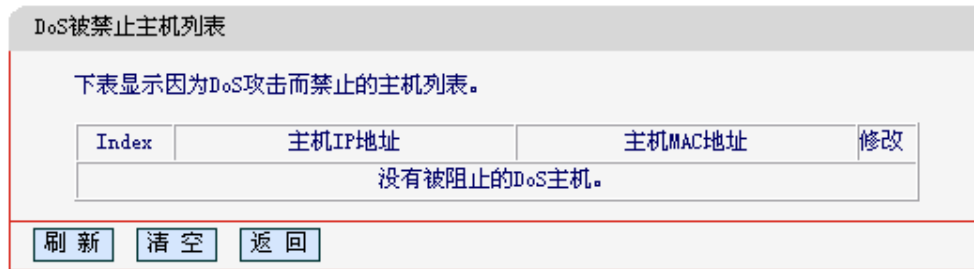 DoS被禁止主机列表
下表显示因为DoS攻击而禁止的主机列表。
Index 主机IP地址 主机MAC地址 修改
没有被阻止的DoS主机。
刷 新 清 空 返 回